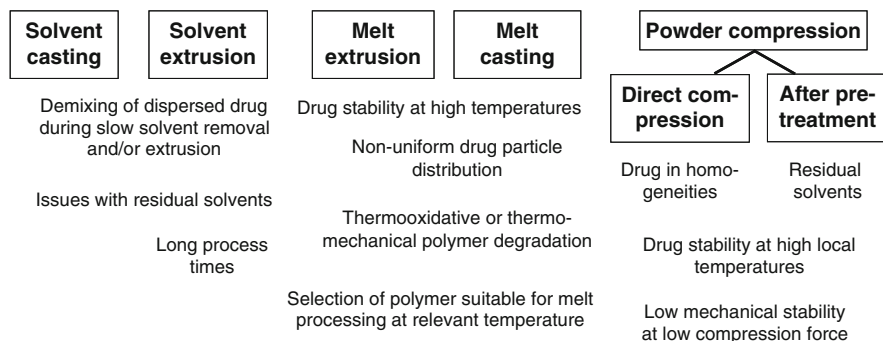 Solvent
casting
Solvent
extrusion
Demixing of dispersed drug
during slow solvent removal
and/or extrusion
Issues with residual solvents
Long process
times
Melt
extrusion
Melt
casting
Drug stability at high temperatures
Non-uniform drug particle
distribution
Thermooxidative or thermo-
mechanical polymer degradation
Selection of polymer suitable for melt
processing at relevant temperature
Powder compression
Direct com-
pression
After pre-
treatment
Drug in homo-
geneities
Residual
solvents
Drug stability at high local
temperatures
Low mechanical stability
at low compression force